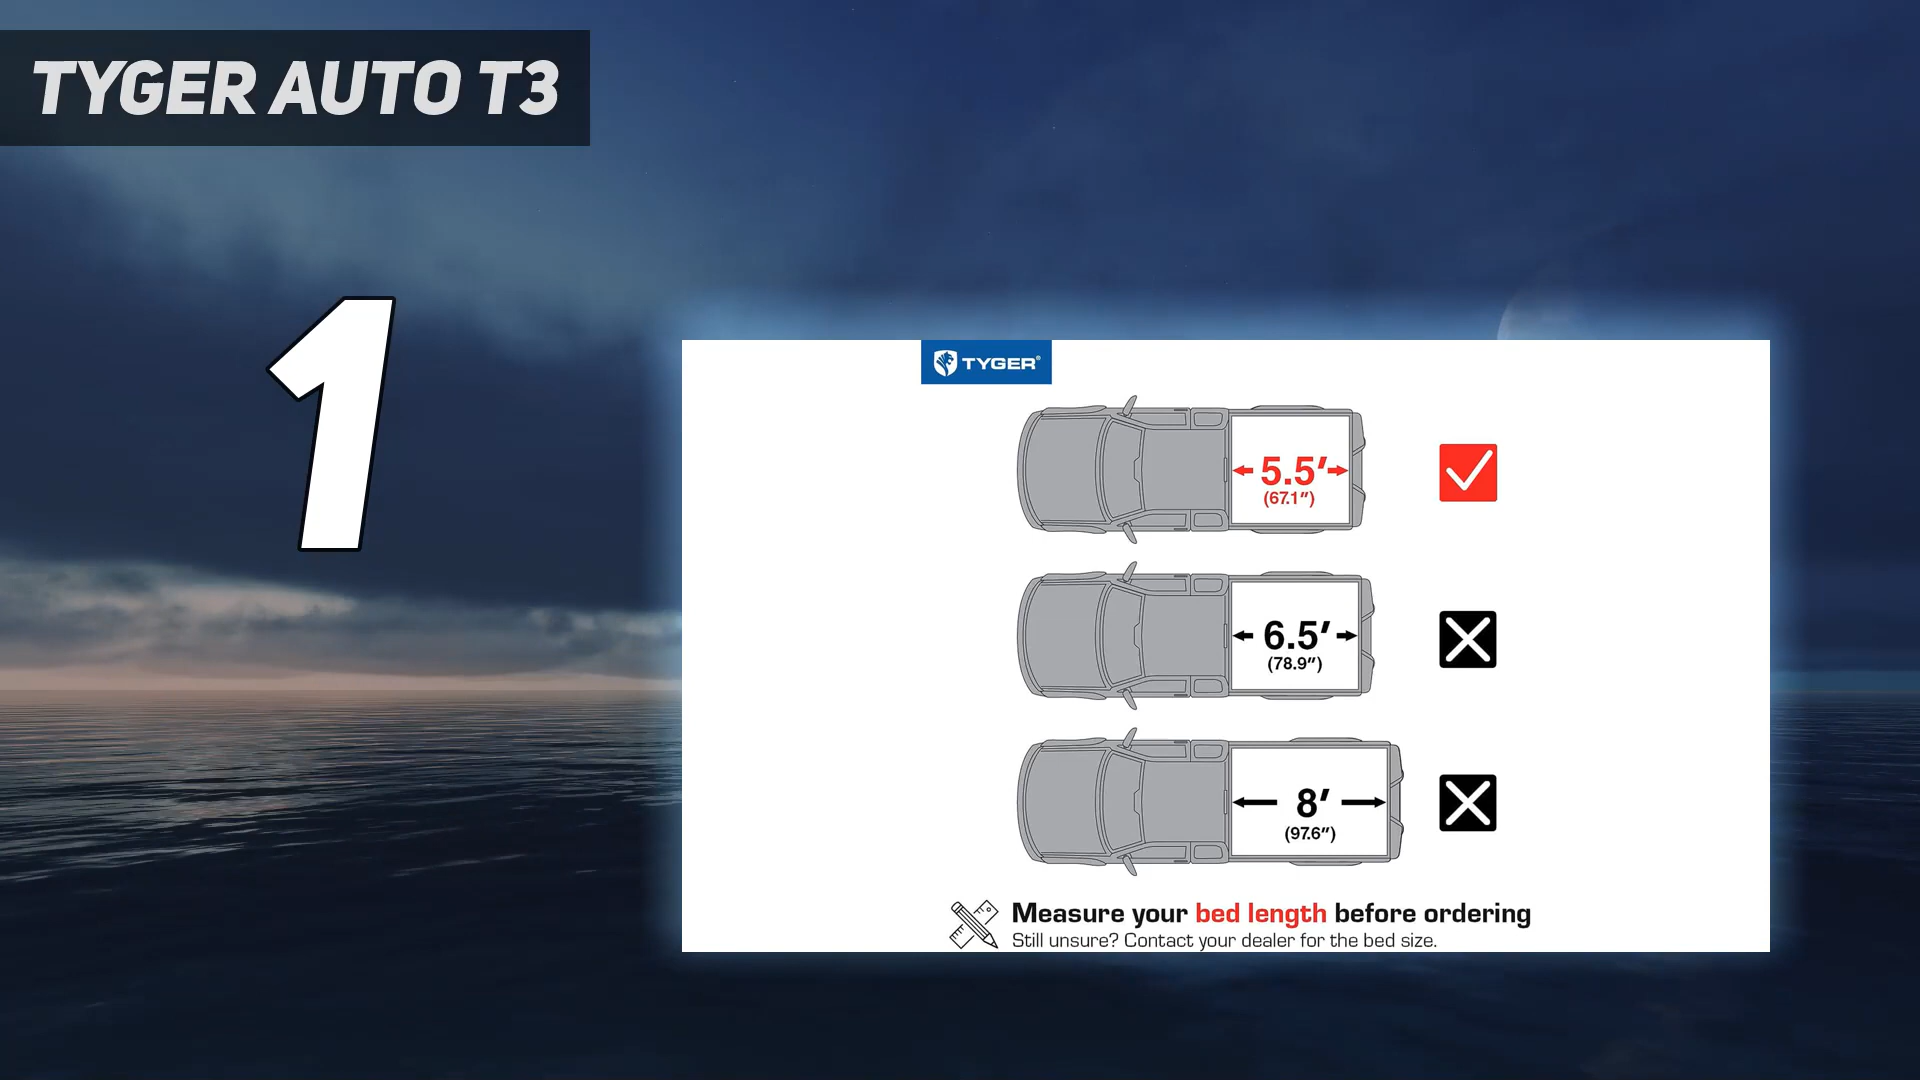 TYGER AUTO T3
1
TYGER®
5.5′
(67.1″)
6.5′
(78.9″)
8′
(97.6″)
Measure your bed length before ordering
Still unsure? Contact your dealer for the bed size.